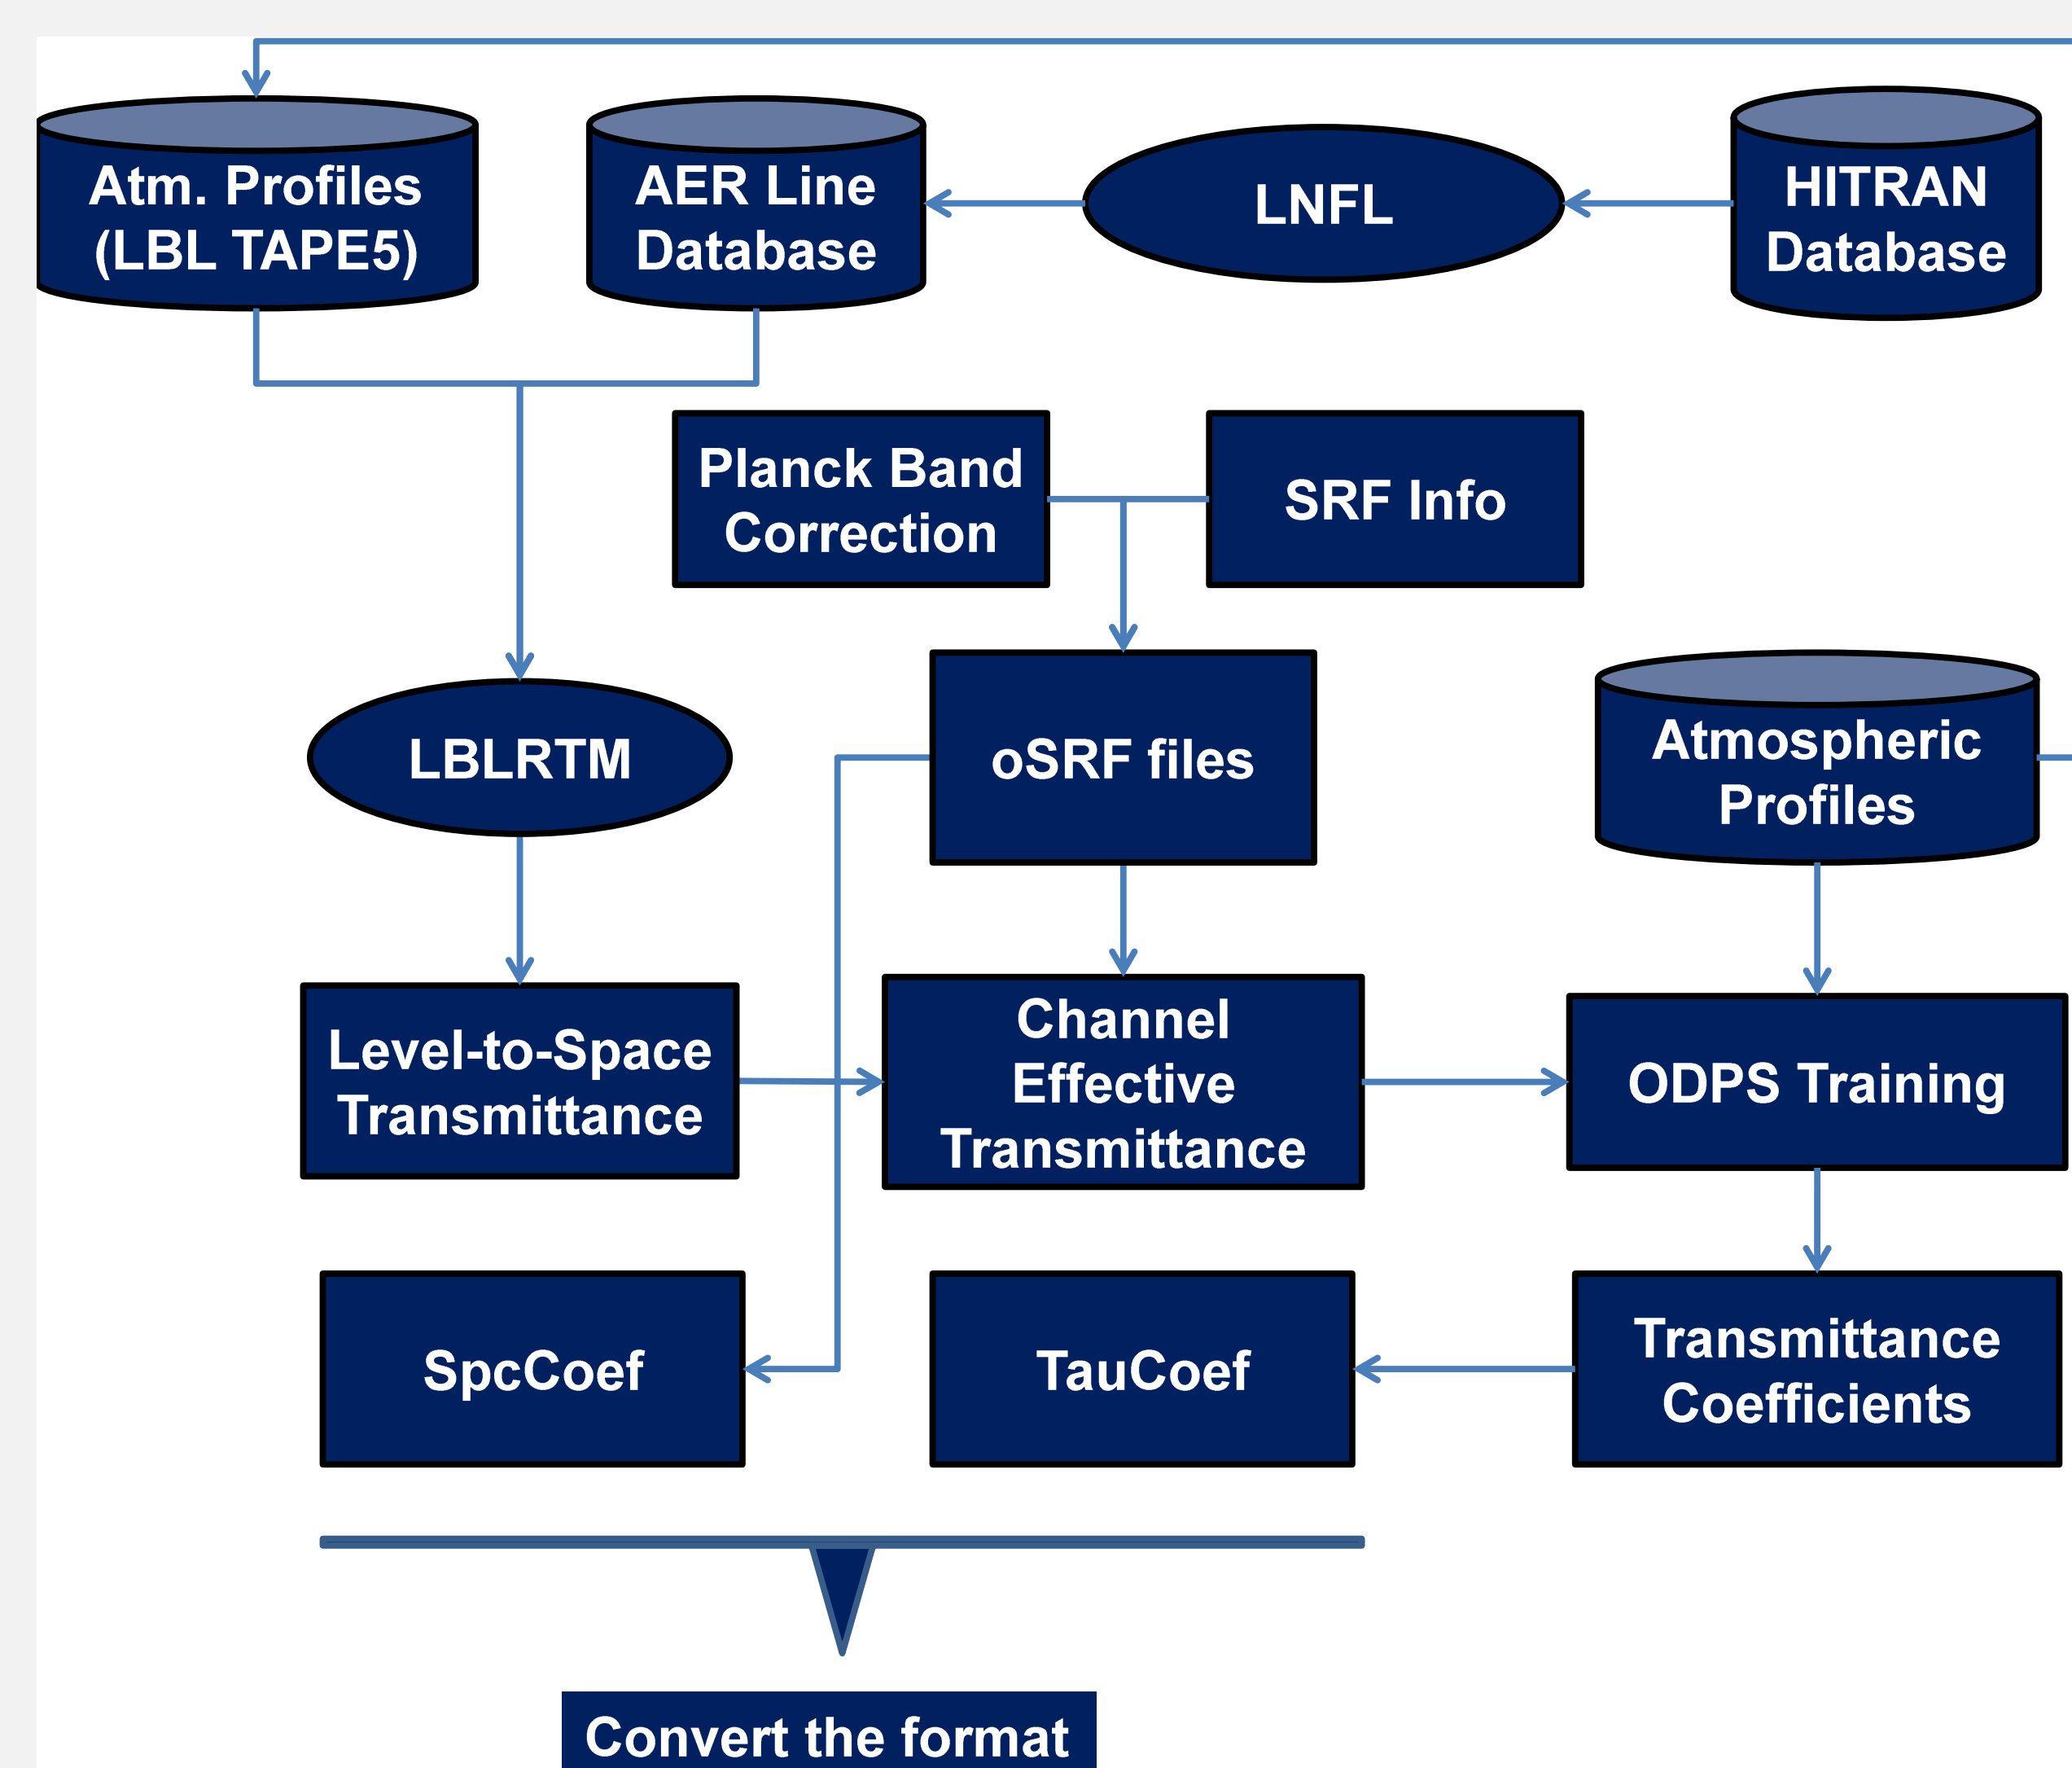 Atm. Profiles
(LBL TAPE5)
AER Line
Database
LNFL
HITRAN
Database
Planck Band
Correction
SRF Info
LBLRTM
oSRF files
Atmospheric
Profiles
Level-to-Space
Transmittance
Channel
Effective
Transmittance
ODPS Training
SpcCoef
TauCoef
Transmittance
Coefficients
Convert the format